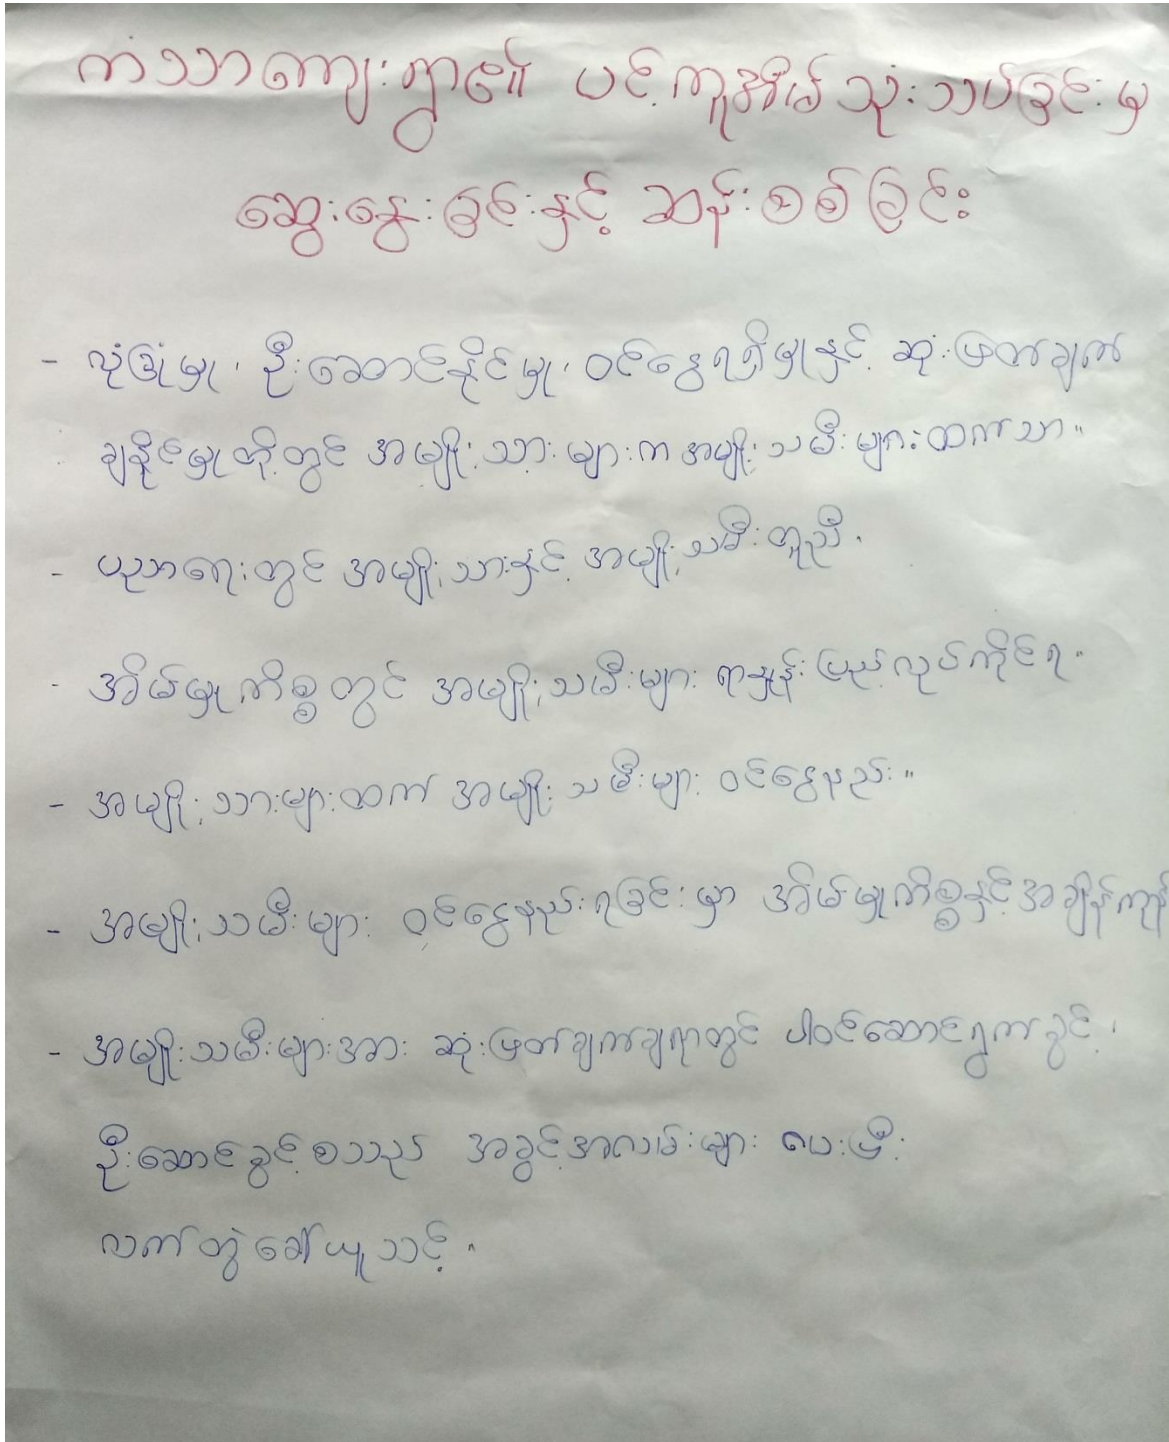 ကံသာကျေးရွာ၏ ပင့်ကူအိမ်သုံးသပ်ခြင်းမှ
ဆွေးနွေးခြင်းနှင့် ဆန်းစစ်ခြင်း
- လုံခြုံမှု၊ ဦးဆောင်နိုင်မှု၊ ဝင်ငွေရရှိမှုနှင့် ဆုံးဖြတ်ချက်
ချနိုင်မှုတို့တွင် အမျိုးသားများက အမျိုးသမီးများထက်သာ။
- ပညာရေးတွင် အမျိုးသားနှင့် အမျိုးသမီးတူညီ.
- အိမ်မှုကိစ္စတွင် အမျိုးသမီးများ ရာနှုန်းပြည့်လုပ်ကိုင်ရ။
- အမျိုးသားများထက် အမျိုးသမီးများ ဝင်ငွေနည်း။
- အမျိုးသမီးများ ဝင်ငွေနည်းရခြင်းမှာ အိမ်မှုကိစ္စနှင့်အချိန်ကုန်
- အမျိုးသမီးများအား ဆုံးဖြတ်ချက်ချရာတွင် ပါဝင်ဆောင်ရွက်ခွင့်၊
ဦးဆောင်ခွင့်စသည် အခွင့်အလမ်းများ ပေးပြီး
လက်တွဲခေါ်ယူသင့်။